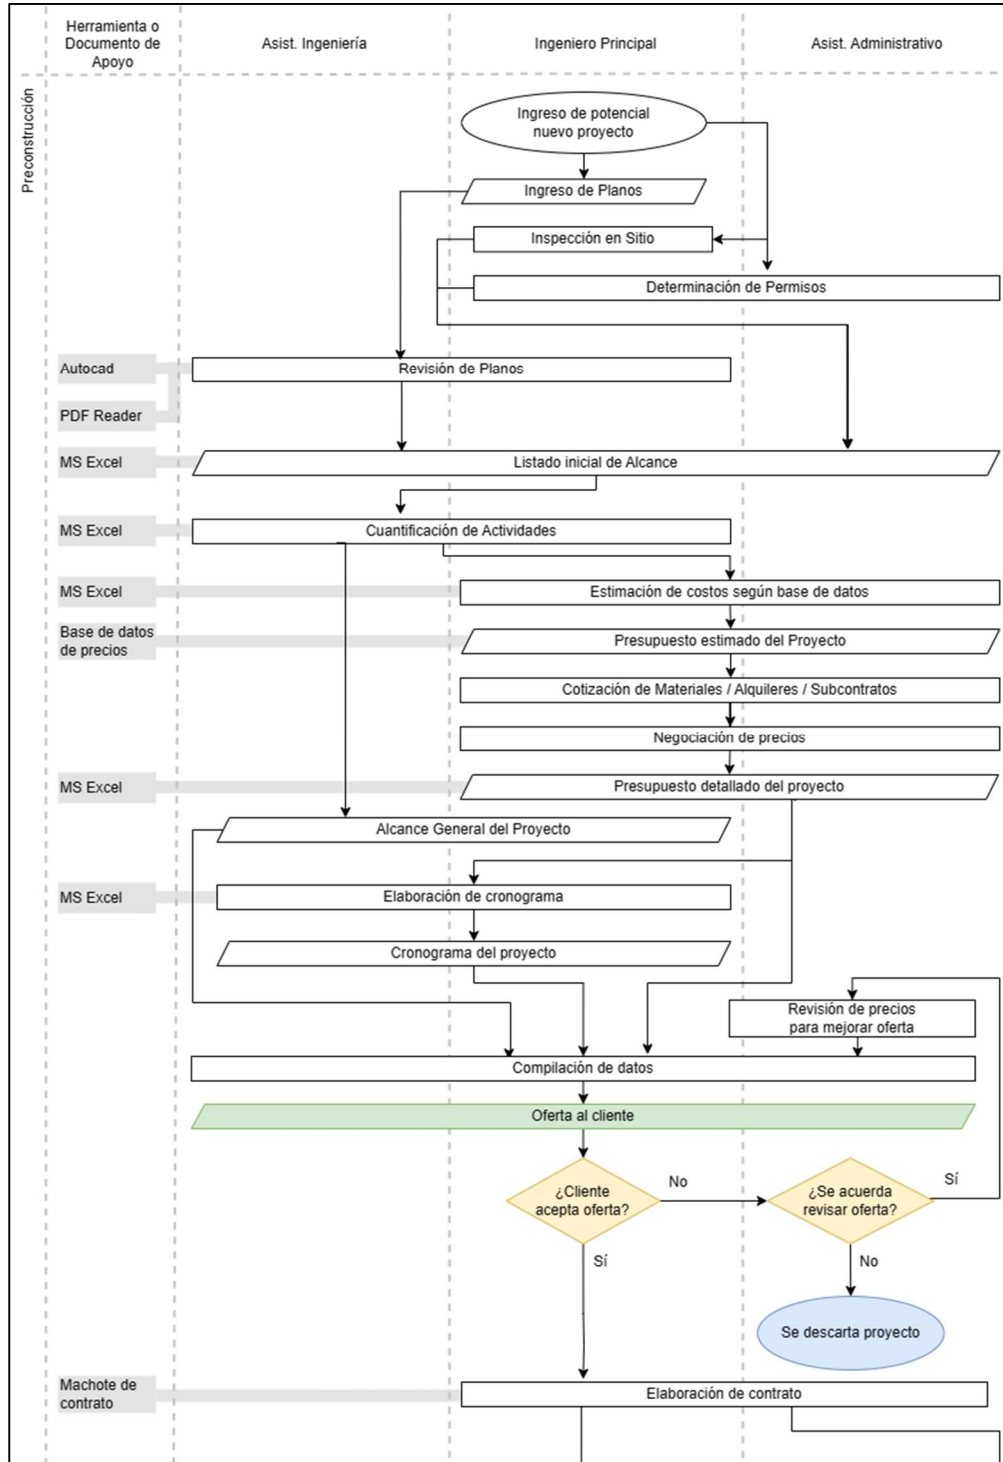 Herramienta o
Documento de
Apoyo
Asist. Ingeniería
Ingeniero Principal
Asist. Administrativo
Preconstrucción
Ingreso de potencial
nuevo proyecto
Ingreso de Planos
Inspección en Sitio
Determinación de Permisos
Autocad
Revisión de Planos
PDF Reader
MS Excel
Listado inicial de Alcance
MS Excel
Cuantificación de Actividades
MS Excel
Estimación de costos según base de datos
Base de datos
de precios
Presupuesto estimado del Proyecto
Cotización de Materiales / Alquileres / Subcontratos
Negociación de precios
MS Excel
Presupuesto detallado del proyecto
Alcance General del Proyecto
MS Excel
Elaboración de cronograma
Cronograma del proyecto
Revisión de precios
para mejorar oferta
Compilación de datos
Oferta al cliente
¿Cliente
acepta oferta?
No
¿Se acuerda
revisar oferta?
Sí
Sí
No
Se descarta proyecto
Machote de
contrato
Elaboración de contrato